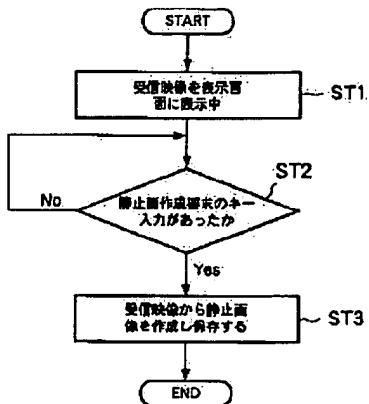 START
受信映像を表示画
面に表示中
ST1
ST2
静止画作成要求のキー
入力があったか
No
Yes
受信映像から静止画
像を作成し保存する
ST3
END